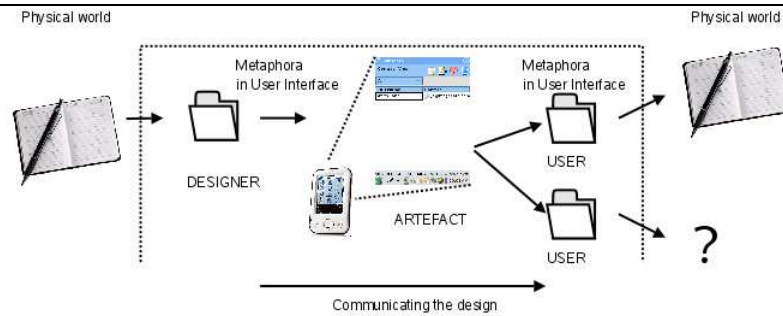 Physical world
Physical world
Metaphora
in User Interface
Metaphora
in User Interface
DESIGNER
ARTEFACT
USER
USER
?
Communicating the design